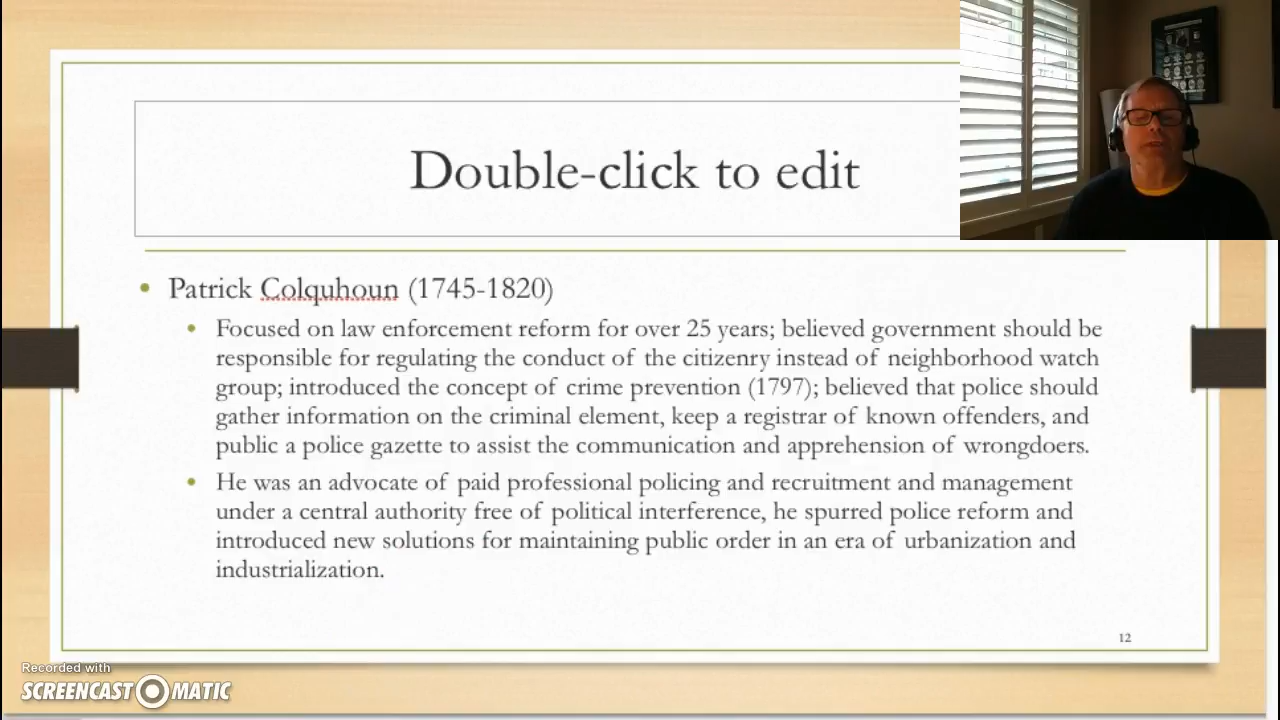 Double-click to edit
Patrick Colquhoun (1745-1820)
Focused on law enforcement reform for over 25 years; believed government should be
responsible for regulating the conduct of the citizenry instead of neighborhood watch
group; introduced the concept of crime prevention (1797); believed that police should
gather information on the criminal element, keep a registrar of known offenders, and
public a police gazette to assist the communication and apprehension of wrongdoers.
He was an advocate of paid professional policing and recruitment and management
under a central authority free of political interference, he spurred police reform and
introduced new solutions for maintaining public order in an era of urbanization and
industrialization.
12
Recorded with
SCREENCAST MATIC